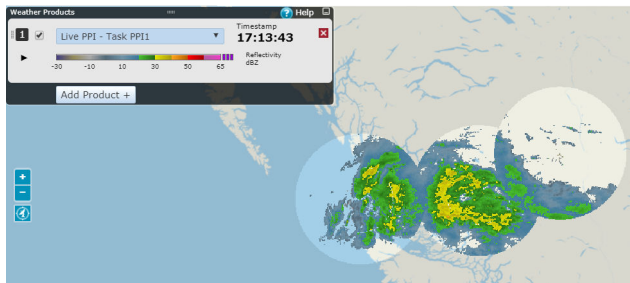 Weather Products
? Help
Timestamp
1
Live PPI - Task PPI1
17:13:43
Reflectivity
dBZ
-30 -10 10 30 50 65
Add Product +
+
−